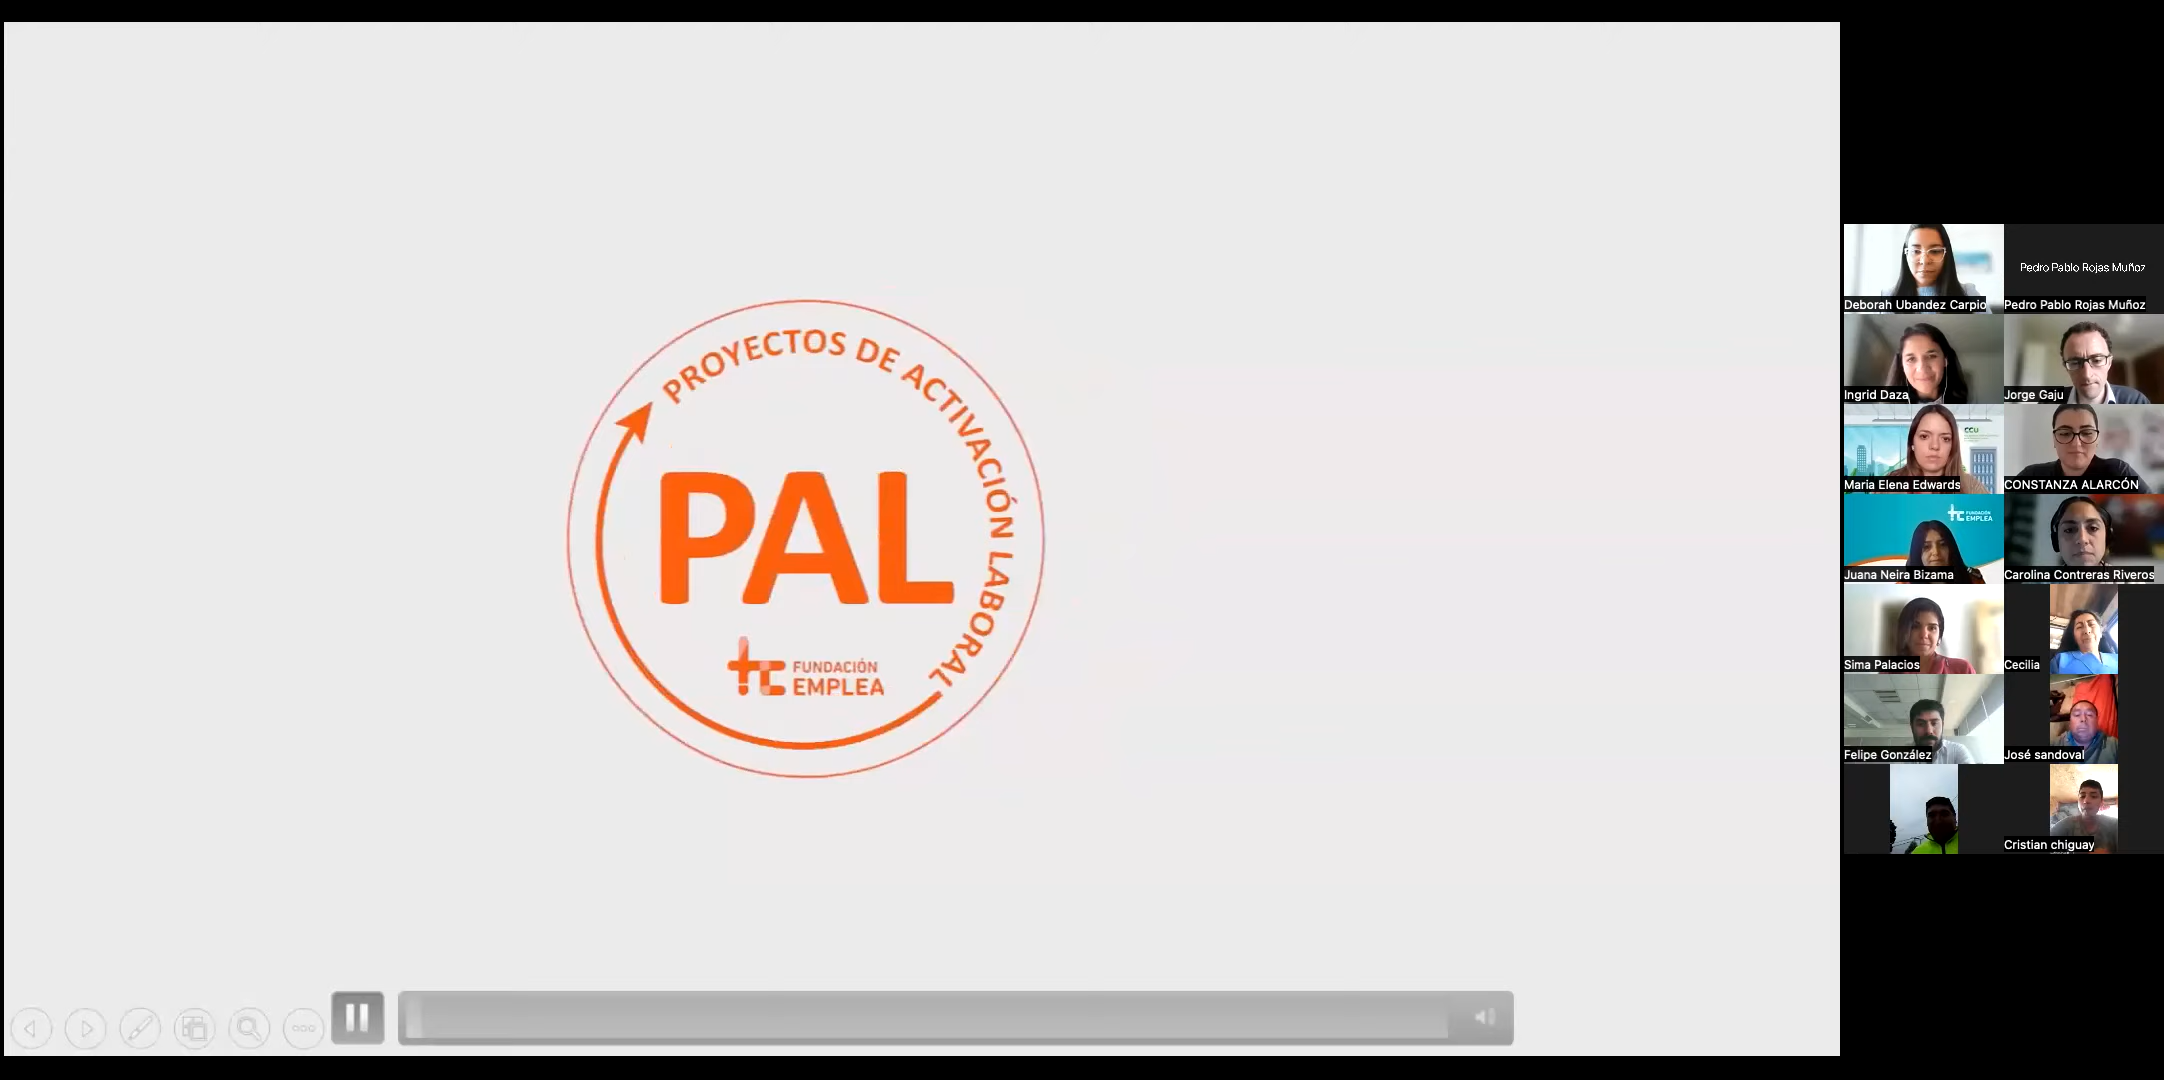 PROYECTOS DE ACTIVACIÓN LABORAL
PAL
FUNDACIÓN
EMPLEA
Deborah Ubandez Carpio
Pedro Pablo Rojas Muñoz
Pedro Pablo Rojas Muñoz
Ingrid Daza
Jorge Gaju
CCU
Maria Elena Edwards
CONSTANZA ALARCÓN
FUNDACIÓN
EMPLEA
Juana Neira Bizama
Carolina Contreras Riveros
Sima Palacios
Cecilia
Felipe González
José sandoval
Cristian chiguay